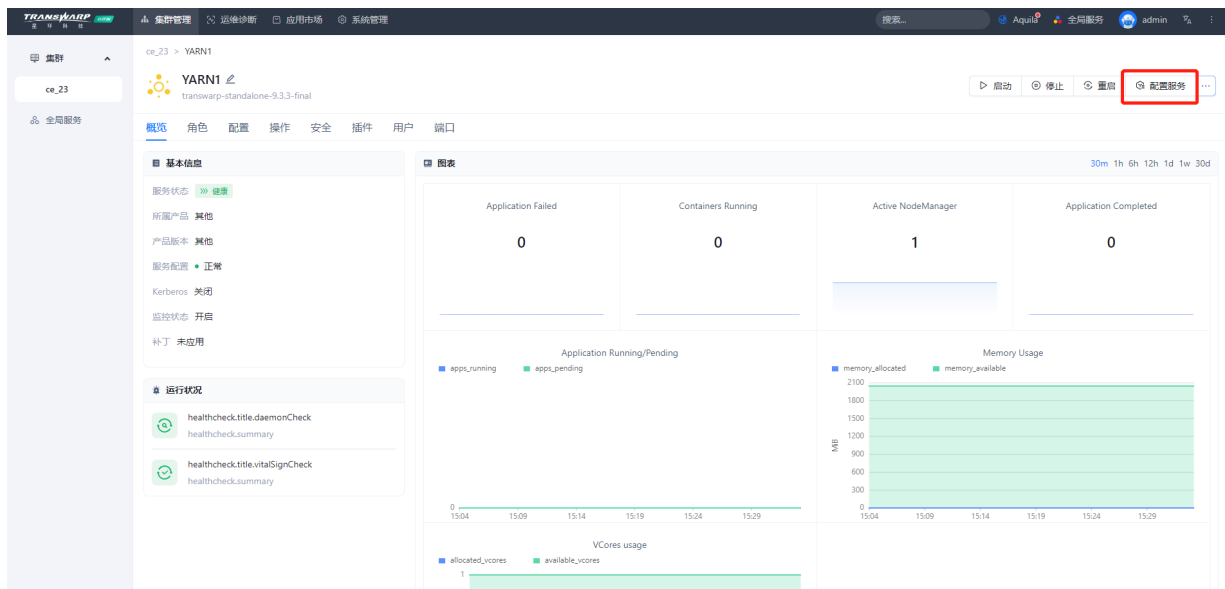 TRANSWARP
星环科技
集群管理 运维诊断 应用市场 系统管理 搜索... Aquila 全局服务 admin
集群
ce_23
全局服务
ce_23 > YARN1
YARN1
transwarp-standalone-9.3.3-final
启动 停止 重启 配置服务 ...
概览 角色 配置 操作 安全 插件 用户 端口
基本信息
服务状态 健康
所属产品 其他
产品版本 其他
服务配置 正常
Kerberos 关闭
监控状态 开启
补丁 未应用
运行状况
healthcheck.title.daemonCheck
healthcheck.summary
healthcheck.title.vitalSignCheck
healthcheck.summary
图表 30m 1h 6h 12h 1d 1w 30d
Application Failed Containers Running Active NodeManager Application Completed
0 0 1 0
Application Running/Pending
apps_running apps_pending
0
15:04 15:09 15:14 15:19 15:24 15:29
Memory Usage
memory_allocated memory_available
MiB
2100
1800
1500
1200
900
600
300
0
15:04 15:09 15:14 15:19 15:24 15:29
VCores usage
allocated_vcores available_vcores
1